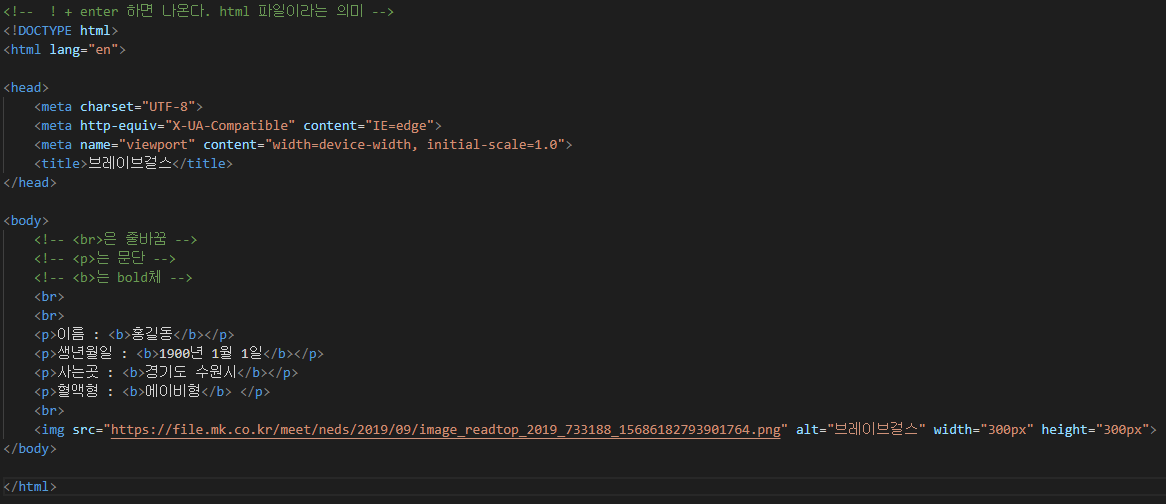 <!--  ! + enter 하면 나온다. html 파일이라는 의미 -->
<!DOCTYPE html>
<html lang="en">
<head>
<meta charset="UTF-8">
<meta http-equiv="X-UA-Compatible" content="IE=edge">
<meta name="viewport" content="width=device-width, initial-scale=1.0">
<title>브레이브걸스</title>
</head>
<body>
<!-- <br>은 줄바꿈 -->
<!-- <p>는 문단 -->
<!-- <b>는 bold체 -->
<br>
<br>
<p>이름 : <b>홍길동</b></p>
<p>생년월일 : <b>1900년 1월 1일</b></p>
<p>사는곳 : <b>경기도 수원시</b></p>
<p>혈액형 : <b>에이비형</b> </p>
<br>
<img src="https://file.mk.co.kr/meet/neds/2019/09/image_readtop_2019_733188_15686182793901764.png" alt="브레이브걸스" width="300px" height="300px">
</body>
</html>